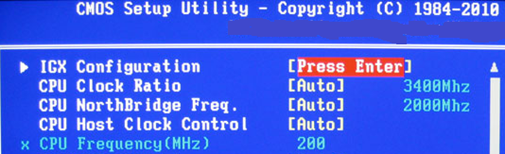 CMOS Setup Utility - Copyright (C) 1984-2010
▶ IGX Configuration [Press Enter]
CPU Clock Ratio [Auto] 3400Mhz
CPU NorthBridge Freq. [Auto] 2000Mhz
CPU Host Clock Control [Auto]
x CPU Frequency(MHz) 200